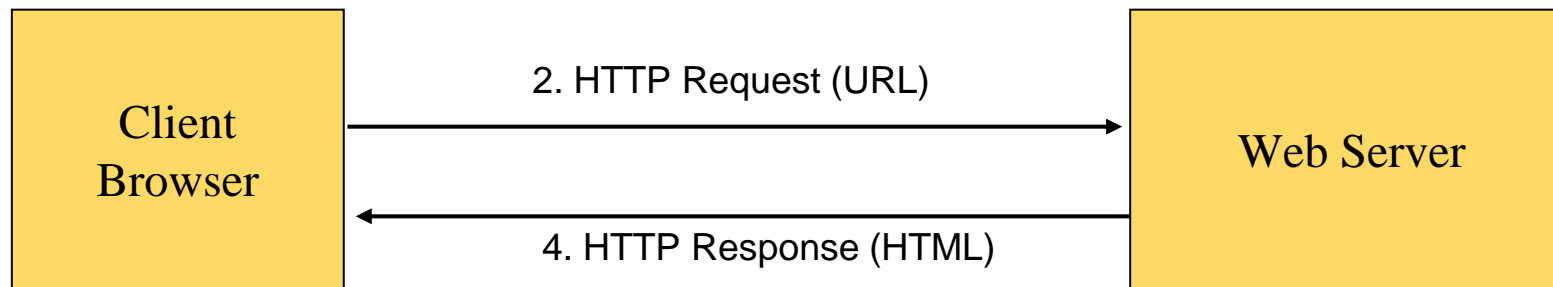 Client
Browser
2. HTTP Request (URL)
4. HTTP Response (HTML)
Web Server